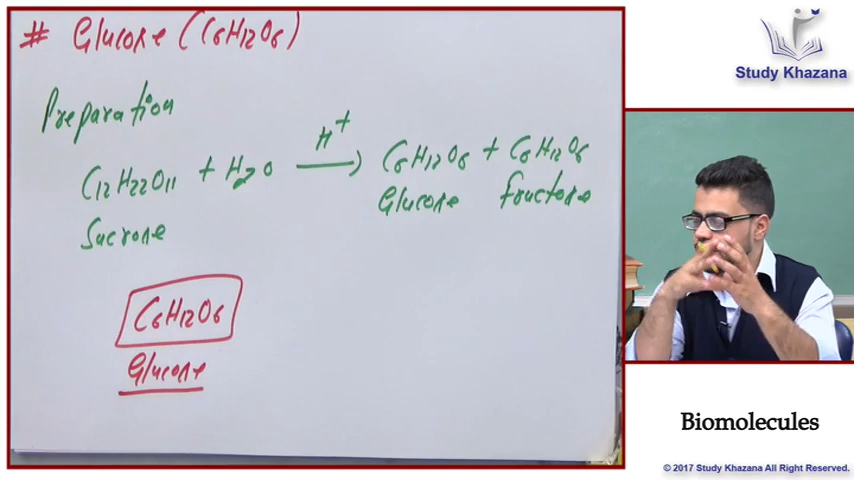 # Glucose (C6H12O6)
Preparation
C12H22O11 + H2O H+ → C6H12O6 + C6H12O6
Sucrose Glucose Fructose
C6H12O6
Glucose
Study Khazana
Biomolecules
© 2017 Study Khazana All Right Reserved.